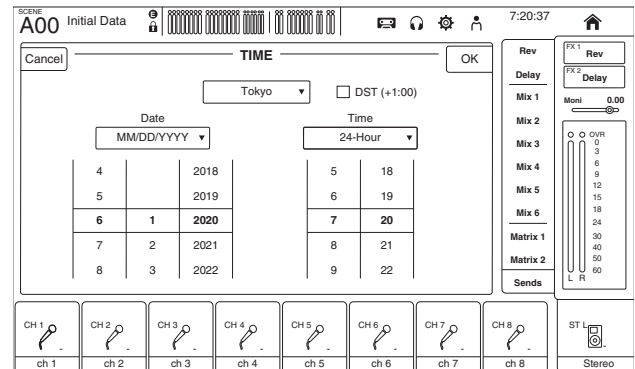 SCENE
A00 Initial Data
7:20:37
Cancel
TIME
OK
Tokyo ▼
DST (+1:00)
Date
Time
MM/DD/YYYY ▼
24-Hour ▼
4 2018 5 18
5 2019 6 19
6 1 2020 7 20
7 2 2021 8 21
8 3 2022 9 22
Rev
Delay
Mix 1
Mix 2
Mix 3
Mix 4
Mix 5
Mix 6
Matrix 1
Matrix 2
Sends
FX 1
Rev
FX 2
Delay
Moni 0.00
OVR
0
3
6
9
12
15
18
24
30
40
50
60
L R
CH 1 CH 2 CH 3 CH 4 CH 5 CH 6 CH 7 CH 8 ST L
ch 1 ch 2 ch 3 ch 4 ch 5 ch 6 ch 7 ch 8 Stereo